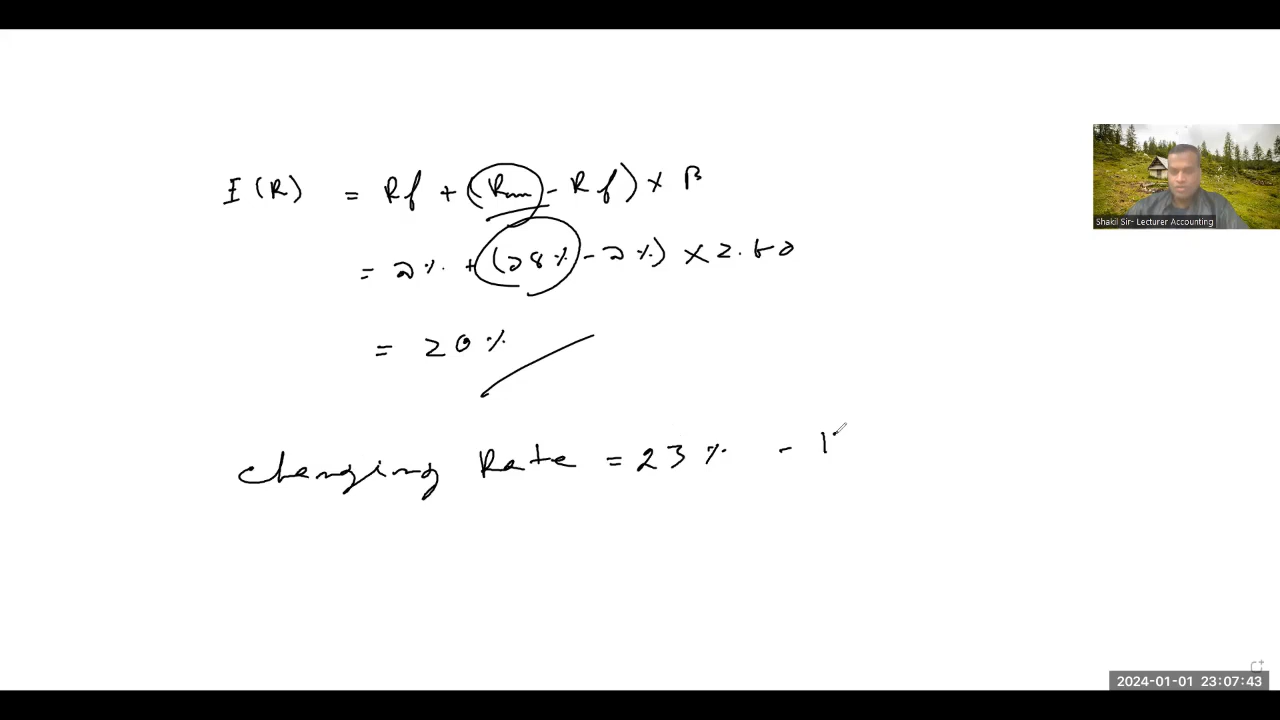 E(R) = Rf + (Rm - Rf) × β
= 2% + (28% - 2%) × 2.60
= 20%
Changing Rate = 23% - 1
Shakil Sir- Lecturer Accounting
2024-01-01 23:07:43